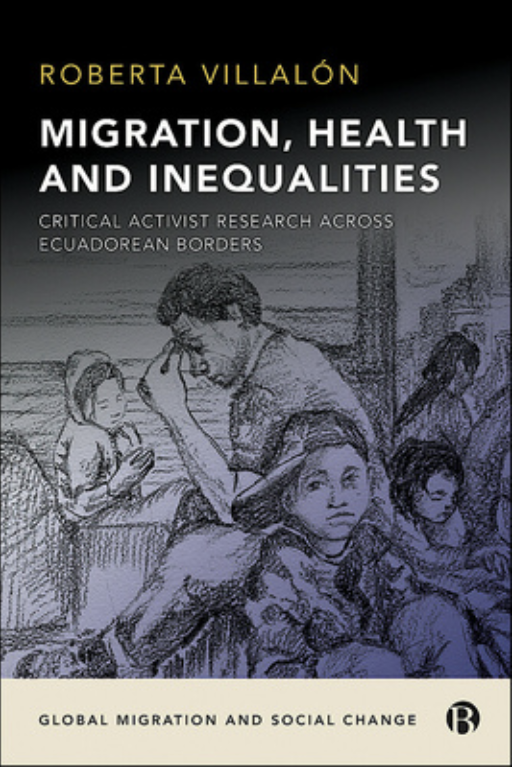 ROBERTA VILLALÓN
MIGRATION, HEALTH
AND INEQUALITIES
CRITICAL ACTIVIST RESEARCH ACROSS
ECUADOREAN BORDERS
GLOBAL MIGRATION AND SOCIAL CHANGE
B